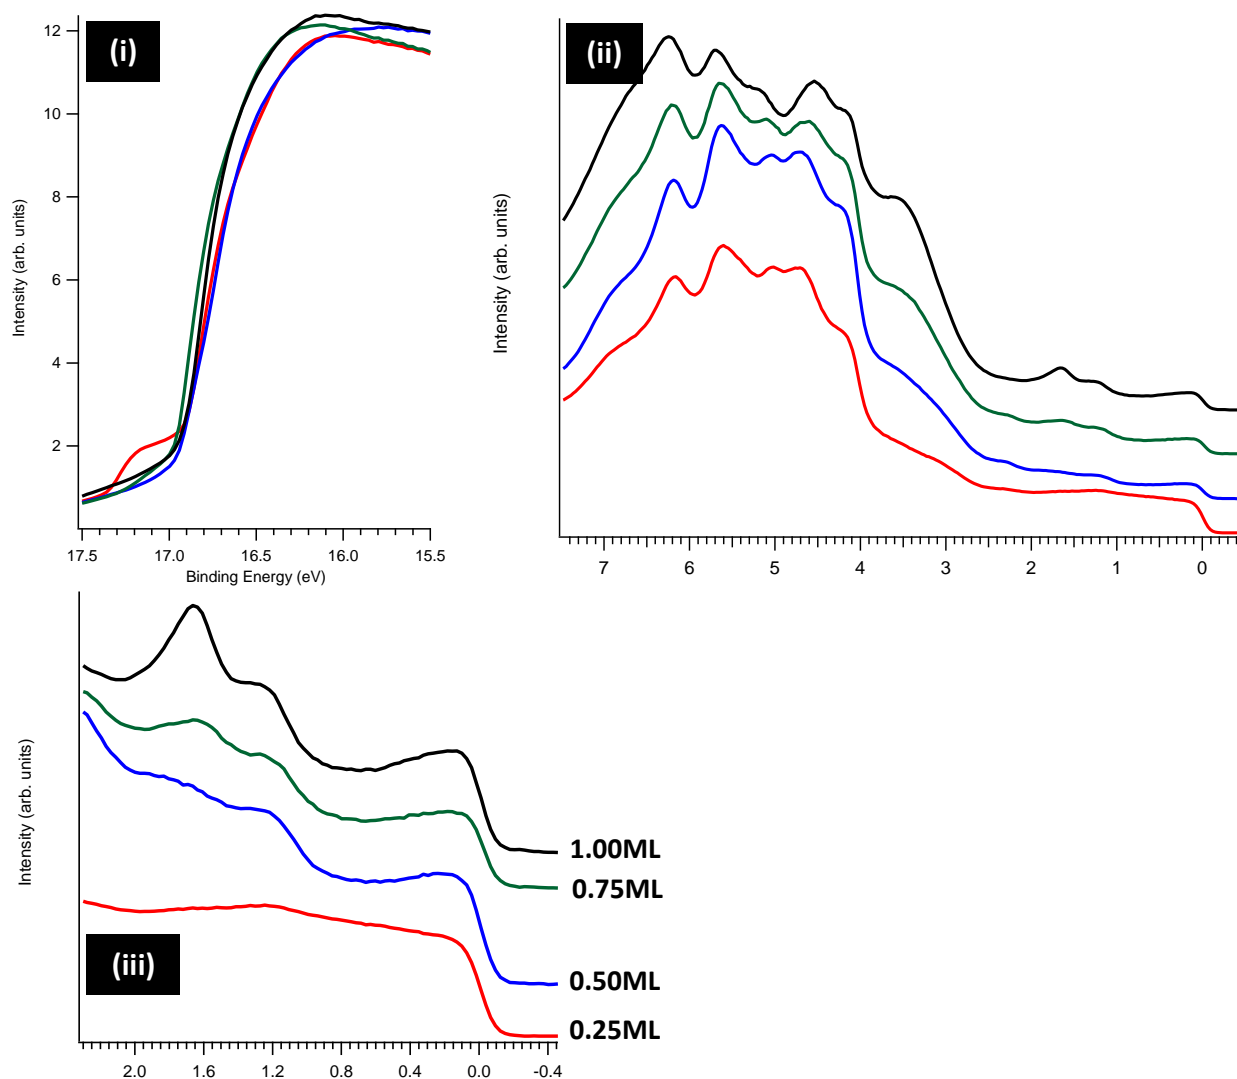 (i)
12
10
8
6
4
2
Intensity (arb. units)
17.5 17.0 16.5 16.0 15.5
Binding Energy (eV)
(ii)
Intensity (arb. units)
7 6 5 4 3 2 1 0
(iii)
Intensity (arb. units)
1.00ML
0.75ML
0.50ML
0.25ML
2.0 1.6 1.2 0.8 0.4 0.0 -0.4